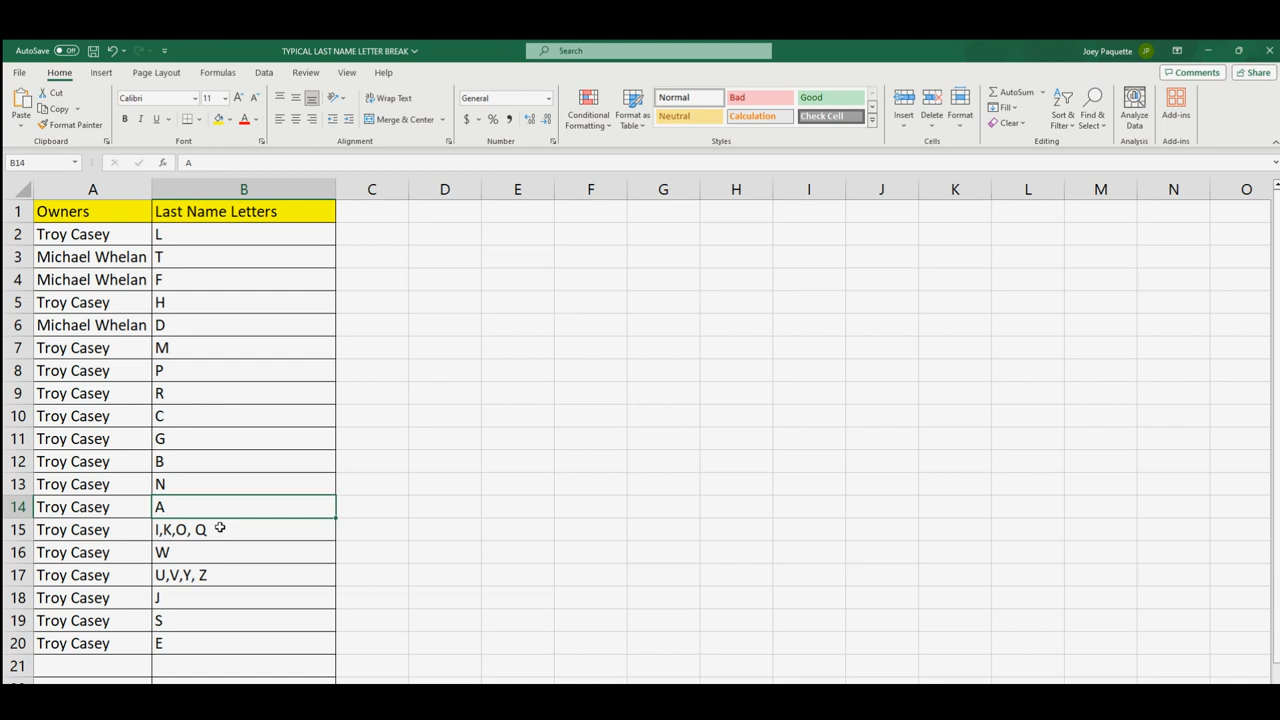 AutoSave Off TYPICAL LAST NAME LETTER BREAK Search Joey Paquette JP
File Home Insert Page Layout Formulas Data Review View Help Comments Share
Paste Cut Copy Format Painter Clipboard
Calibri 11 A A B I U A Font
Wrap Text Merge & Center Alignment
General $ % Number
Conditional Formatting Format as Table Normal Bad Good Neutral Calculation Check Cell Styles
Insert Delete Format Cells
AutoSum Fill Clear Sort & Filter Find & Select Editing
Analyze Data Analysis
Add-ins Add-ins
B14 fx A
A B C D E F G H I J K L M N O
1 Owners Last Name Letters
2 Troy Casey L
3 Michael Whelan T
4 Michael Whelan F
5 Troy Casey H
6 Michael Whelan D
7 Troy Casey M
8 Troy Casey P
9 Troy Casey R
10 Troy Casey C
11 Troy Casey G
12 Troy Casey B
13 Troy Casey N
14 Troy Casey A
15 Troy Casey I,K,O, Q
16 Troy Casey W
17 Troy Casey U,V,Y, Z
18 Troy Casey J
19 Troy Casey S
20 Troy Casey E
21